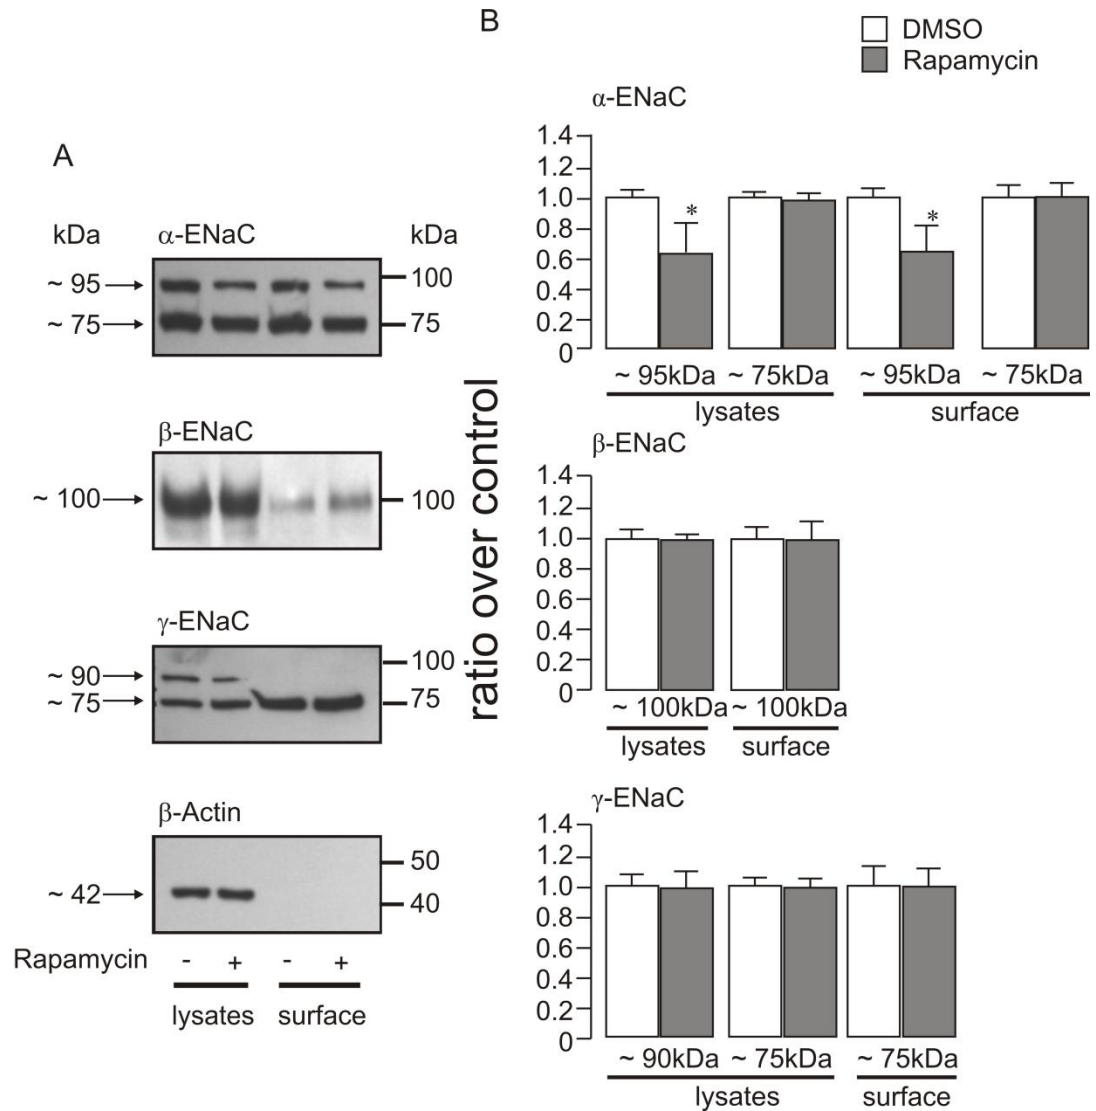 A
kDa
α-ENaC
kDa
~ 95
~ 75
100
75
β-ENaC
~ 100
100
γ-ENaC
~ 90
~ 75
100
75
β-Actin
~ 42
50
40
Rapamycin - + - +
lysates surface
B
DMSO
Rapamycin
ratio over control
α-ENaC
1.4
1.2
1.0
0.8
0.6
0.4
0.2
0
* *
~ 95kDa ~ 75kDa ~ 95kDa ~ 75kDa
lysates surface
β-ENaC
1.4
1.2
1.0
0.8
0.6
0.4
0.2
0
~ 100kDa ~ 100kDa
lysates surface
γ-ENaC
1.4
1.2
1.0
0.8
0.6
0.4
0.2
0
~ 90kDa ~ 75kDa ~ 75kDa
lysates surface